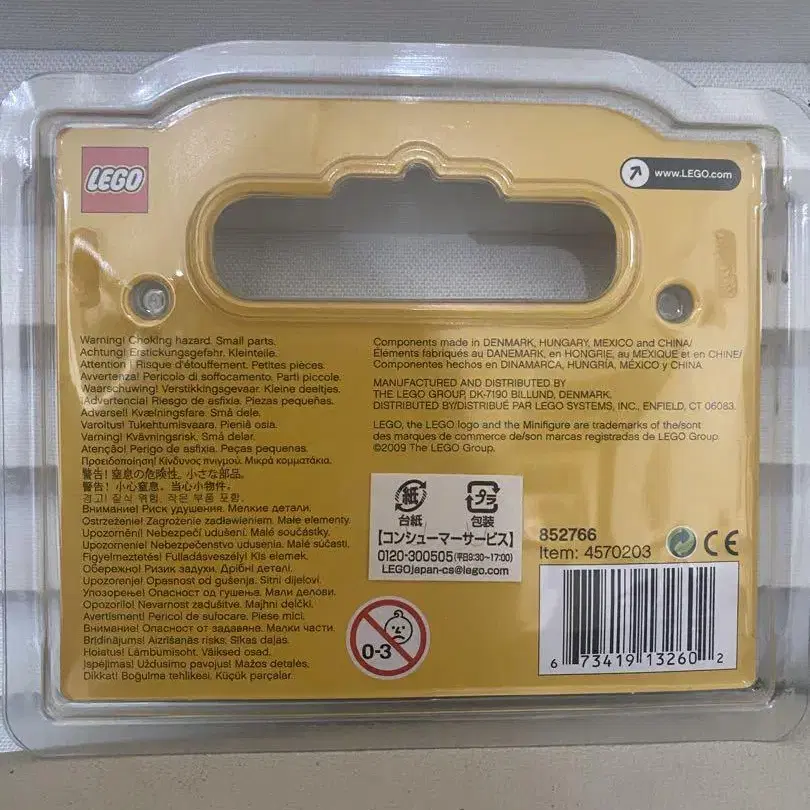 LEGO
www.LEGO.com
Warning! Choking hazard. Small parts.
Achtung! Erstickungsgefahr. Kleinteile.
Attention ! Risque d'étouffement. Petites pièces.
Avvertenza! Pericolo di soffocamento. Parti piccole.
Waarschuwing! Verstikkingsgevaar. Kleine deeltjes.
¡Advertencia! Riesgo de asfixia. Piezas pequeñas.
Advarsel! Kvælningsfare. Små dele.
Varoitus! Tukehtumisvaara. Pieniä osia.
Varning! Kvävningsrisk. Små delar.
Atenção! Perigo de asfixia. Peças pequenas.
Προειδοποίηση! Κίνδυνος πνιγμού. Μικρά κομματάκια.
警告! 窒息の危険性. 小さな部品。
警告! 小心窒息。当心小物件。
경고! 질식 위험. 작은 부품 포함.
Внимание! Риск удушения. Мелкие детали.
Ostrzeżenie! Zagrożenie zadławieniem. Małe elementy.
Upozornění! Nebezpečí udušení. Malé součástky.
Upozornenie! Nebezpečenstvo udusenia. Malé súčasti.
Figyelmeztetés! Fulladásveszély! Kis elemek.
Обережно! Ризик задухи. Дрібні деталі.
Upozorenje! Opasnost od gušenja. Sitni dijelovi.
Упозорење! Опасност од гушења. Мали делови.
Opozorilo! Nevarnost zadušitve. Majhni delčki.
Avertisment! Pericol de sufocare. Piese mici.
Внимание! Опасност от задавяне. Малки части.
Brīdinājums! Aizrīšanās risks. Sīkas daļas.
Hoiatus! Lämbumisoht. Väiksed osad.
Įspėjimas! Uždusimo pavojus! Mažos detalės.
Dikkat! Boğulma tehlikesi. Küçük parçalar.
Components made in DENMARK, HUNGARY, MEXICO and CHINA/
Éléments fabriqués au DANEMARK, en HONGRIE, au MEXIQUE et en CHINE/
Componentes hechos en DINAMARCA, HUNGRÍA, MÉXICO y CHINA
MANUFACTURED AND DISTRIBUTED BY
THE LEGO GROUP, DK-7190 BILLUND, DENMARK.
DISTRIBUTED BY/DISTRIBUÉ PAR LEGO SYSTEMS, INC., ENFIELD, CT 06083.
LEGO, the LEGO logo and the Minifigure are trademarks of the/sont
des marques de commerce de/son marcas registradas de LEGO Group.
©2009 The LEGO Group.
紙 プラ
台紙 包装
【コンシューマーサービス】
0120-300505(平日9:30~17:00)
LEGOjapan-cs@lego.com
0-3
852766
Item: 4570203
CE
6 73419 13260 2